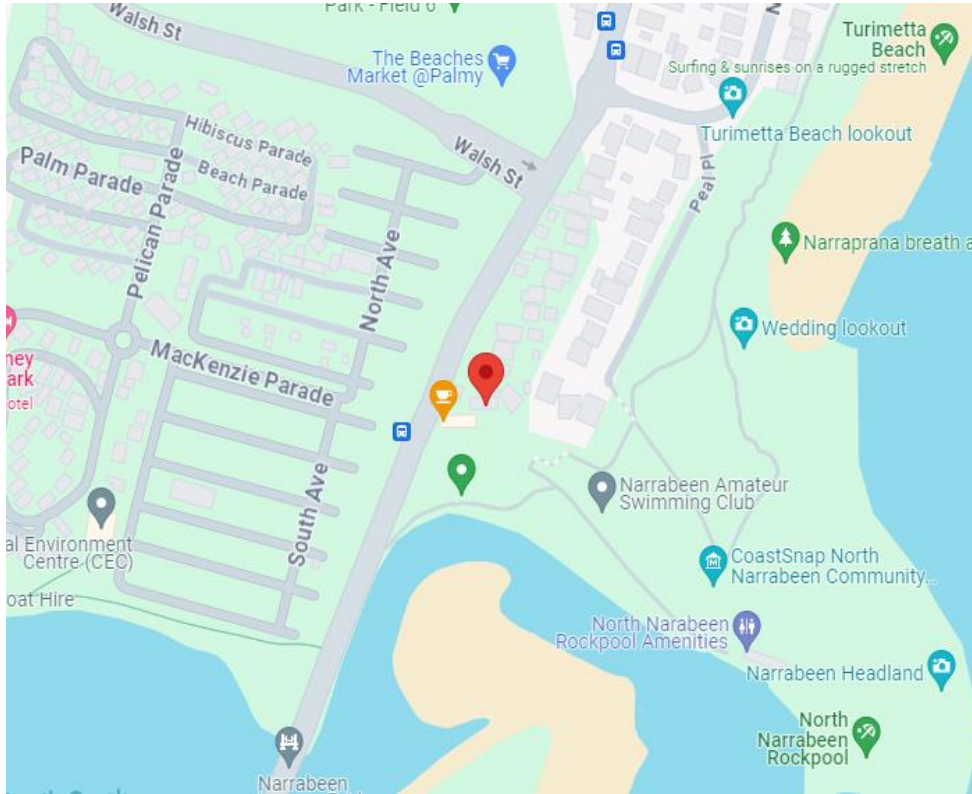 Park - Field 6
Walsh St
The Beaches
Market @Palmy
Turimetta
Beach
Surfing & sunrises on a rugged stretch
Turimetta Beach lookout
Hibiscus Parade
Walsh St
Palm Parade
Beach Parade
Peal Pl
Pelican Parade
North Ave
Narraprana breath a
Wedding lookout
ney
ark
otel
MacKenzie Parade
South Ave
Narrabeen Amateur
Swimming Club
al Environment
Centre (CEC)
CoastSnap North
Narrabeen Community...
oat Hire
North Narabeen
Rockpool Amenities
Narrabeen Headland
North
Narrabeen
Rockpool
Narrabeen